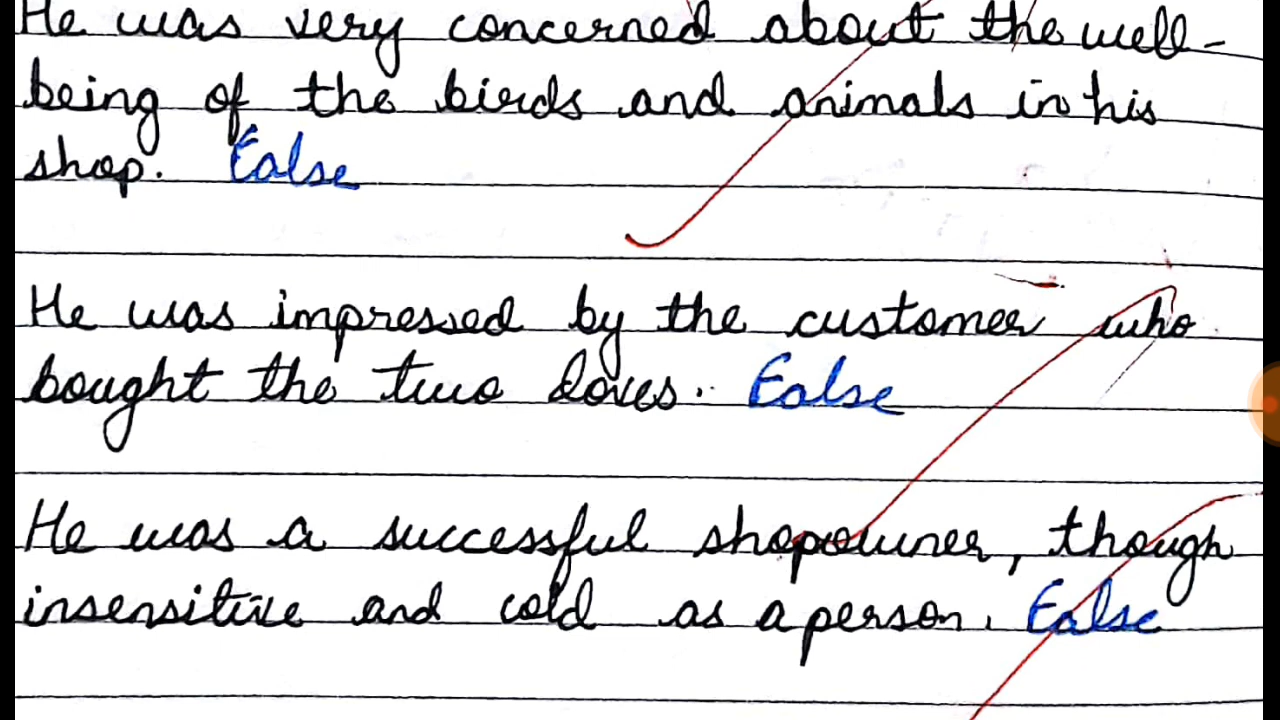 He was very concerned about the well-
being of the birds and animals in his
shop. False
He was impressed by the customer who
bought the two doves. False
He was a successful shopowner, though
insensitive and cold as a person. False